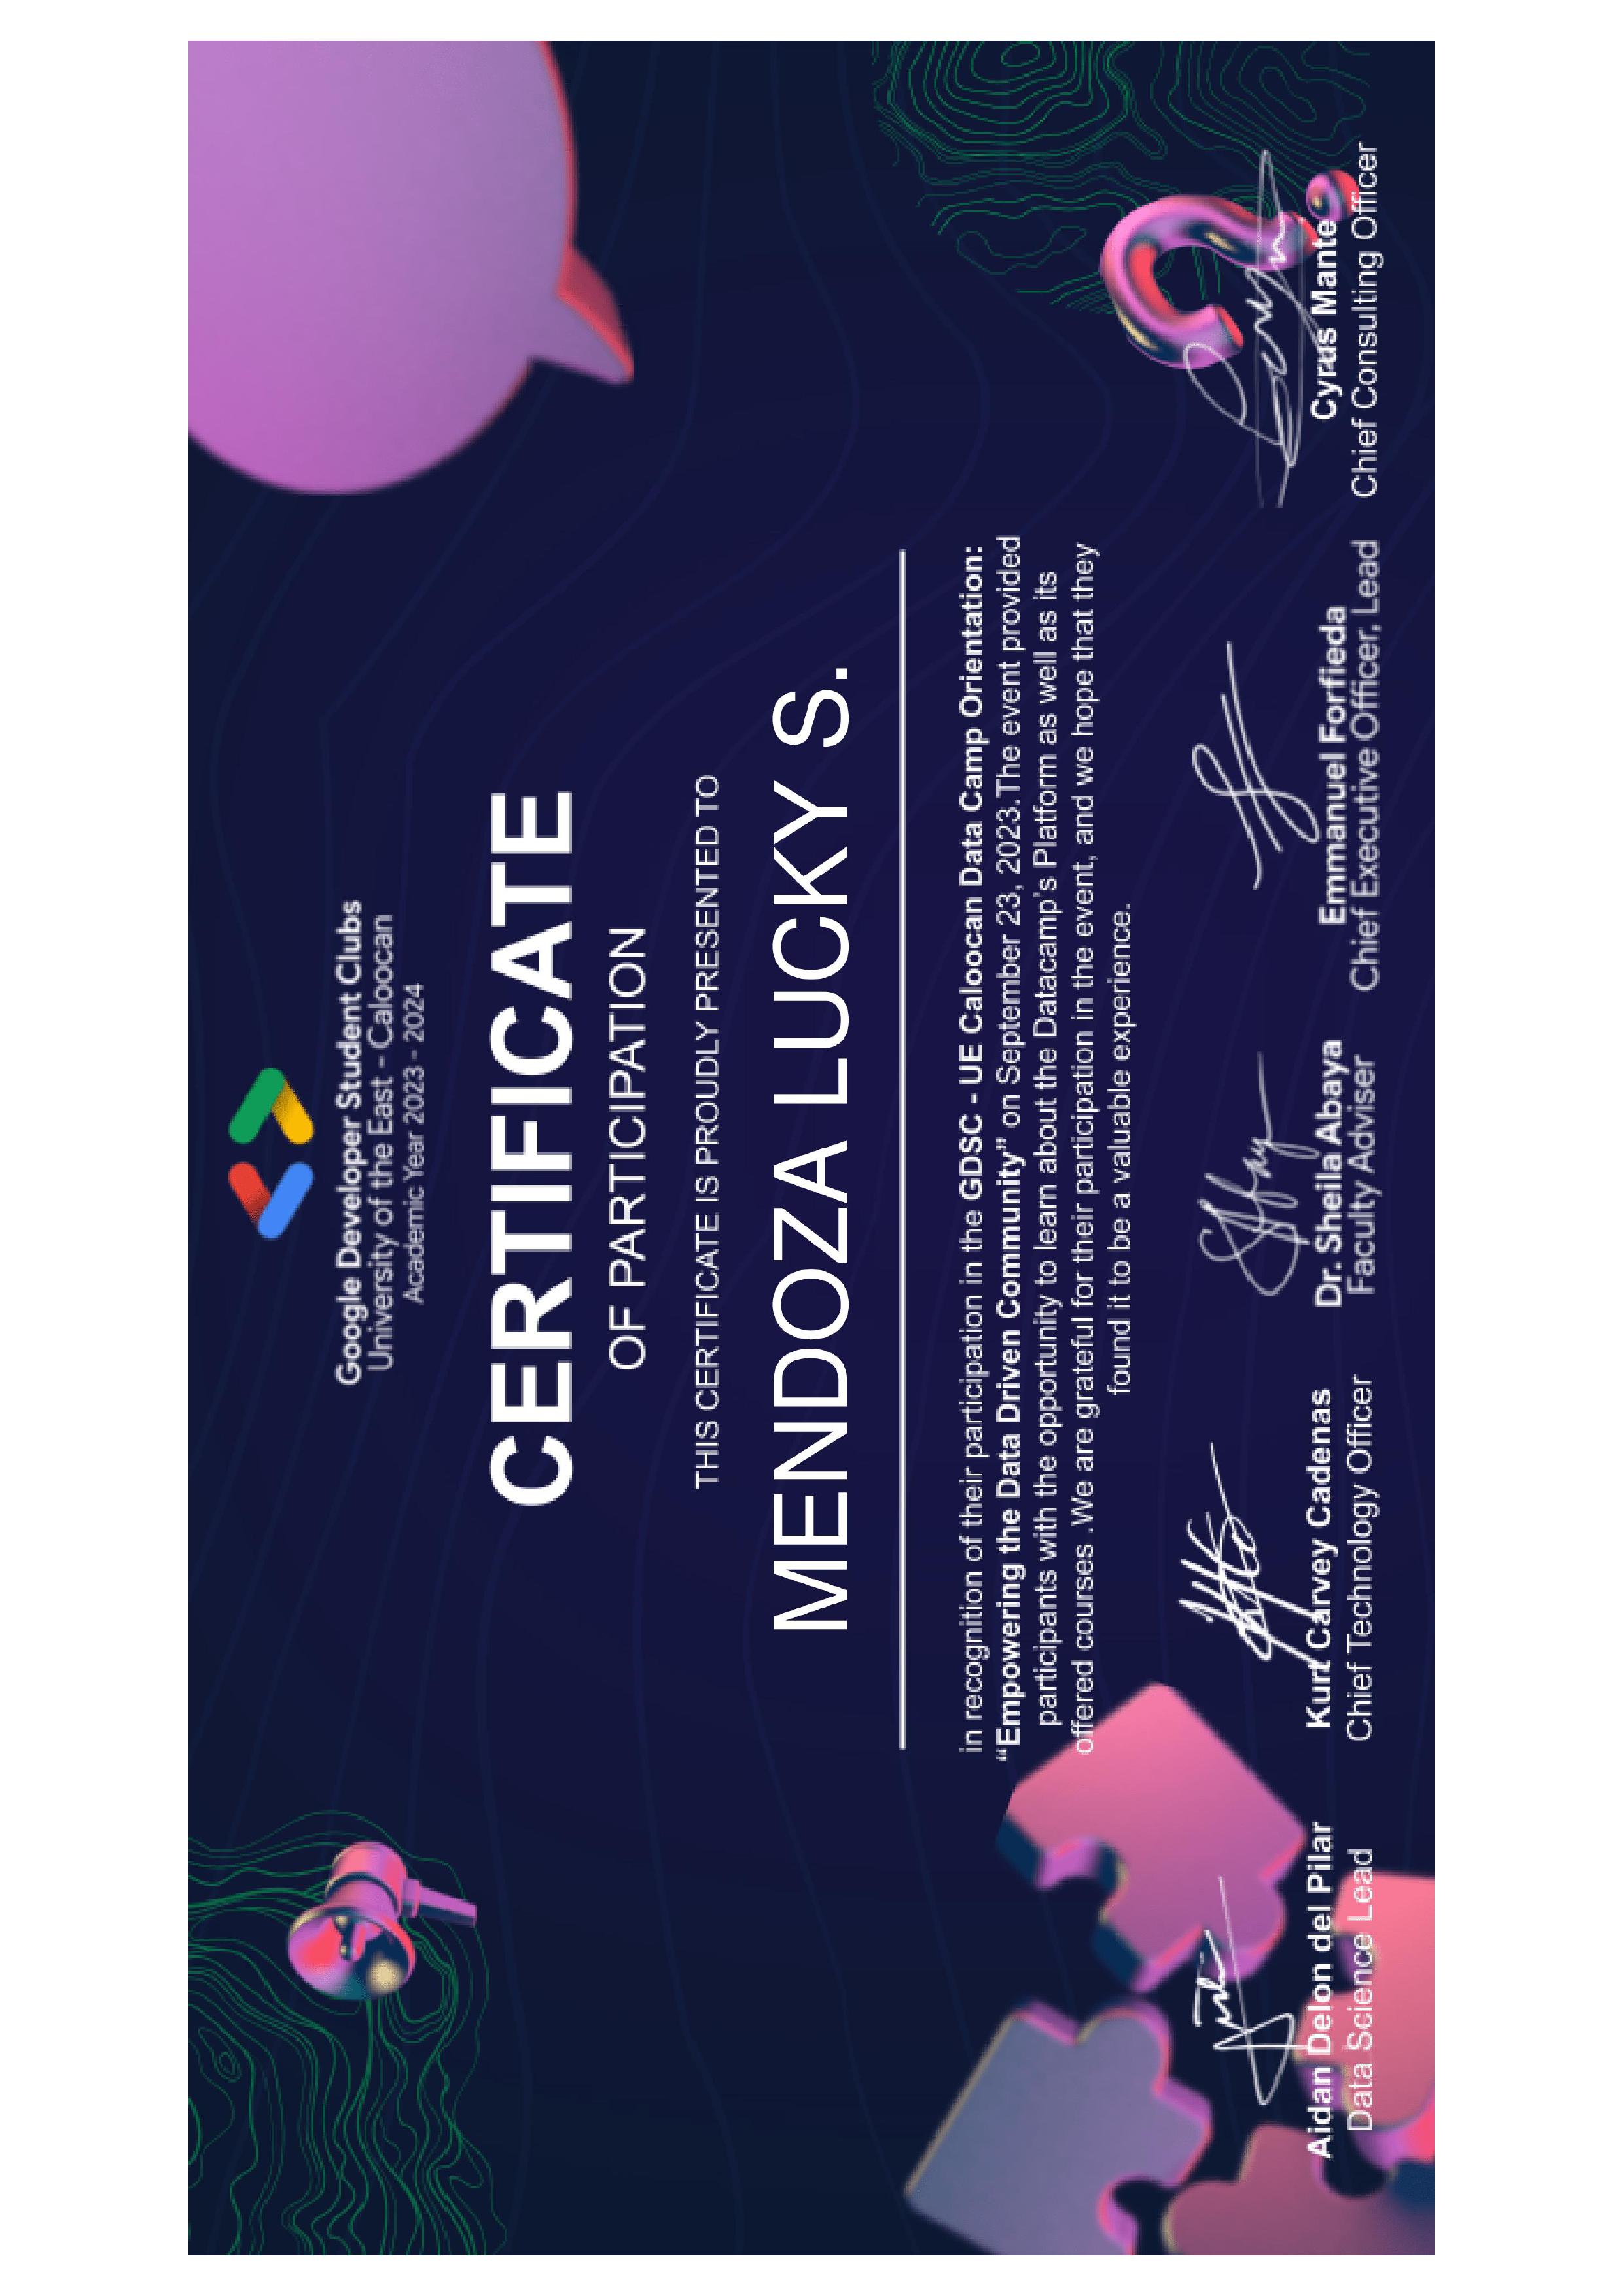 Google Developer Student Clubs
University of the East - Caloocan
Academic Year 2023 - 2024
CERTIFICATE
OF PARTICIPATION
THIS CERTIFICATE IS PROUDLY PRESENTED TO
MENDOZA LUCKY S.
in recognition of their participation in the GDSC - UE Caloocan Data Camp Orientation:
“Empowering the Data Driven Community” on September 23, 2023.The event provided
participants with the opportunity to learn about the Datacamp's Platform as well as its
offered courses .We are grateful for their participation in the event, and we hope that they
found it to be a valuable experience.
Aidan Delon del Pilar
Data Science Lead
Kurt Carvey Cadenas
Chief Technology Officer
Dr. Sheila Abaya
Faculty Adviser
Emmanuel Forfieda
Chief Executive Officer, Lead
Cyrus Mante
Chief Consulting Officer